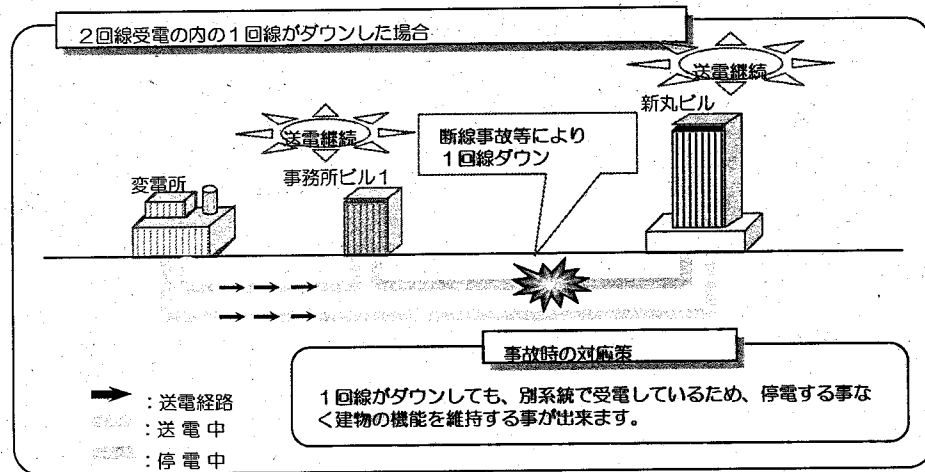 2回線受電の内の1回線がダウンした場合
送電継続
新丸ビル
送電継続
断線事故等により
1回線ダウン
変電所
事務所ビル1
事故時の対応策
1回線がダウンしても、別系統で受電しているため、停電する事な
く建物の機能を維持する事が出来ます。
：送電経路
：送 電 中
：停 電 中